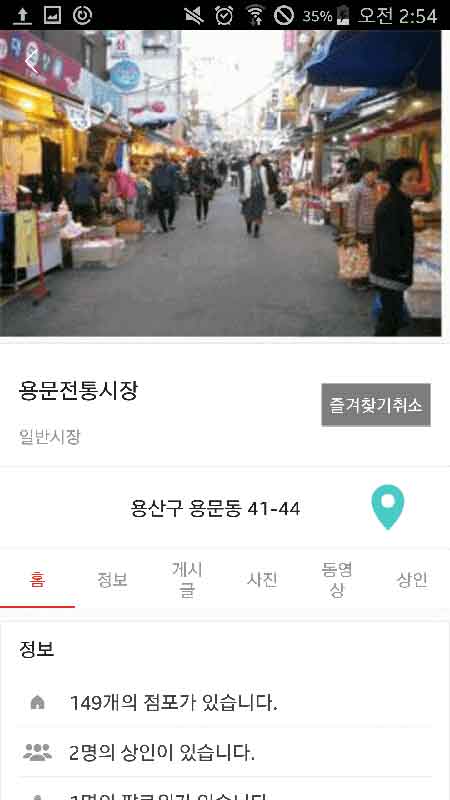 35% 오전 2:54
용문전통시장
즐겨찾기취소
일반시장
용산구 용문동 41-44
홈
정보
게시
글
사진
동영
상
상인
정보
149개의 점포가 있습니다.
2명의 상인이 있습니다.